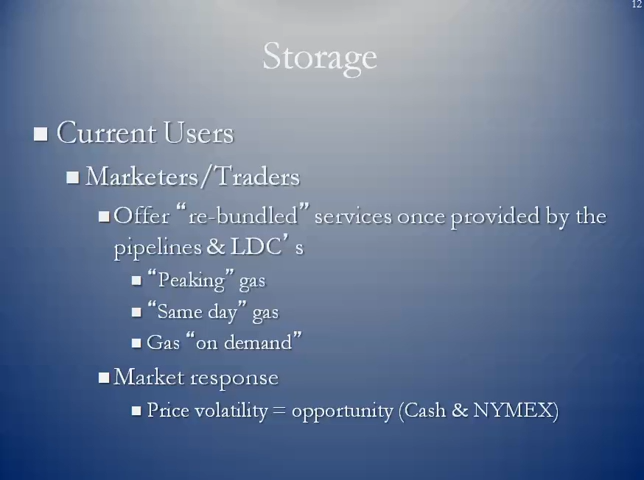 12
Storage
Current Users
Marketers/Traders
Offer “re-bundled” services once provided by the
pipelines & LDC’s
“Peaking” gas
“Same day” gas
Gas “on demand”
Market response
Price volatility = opportunity (Cash & NYMEX)